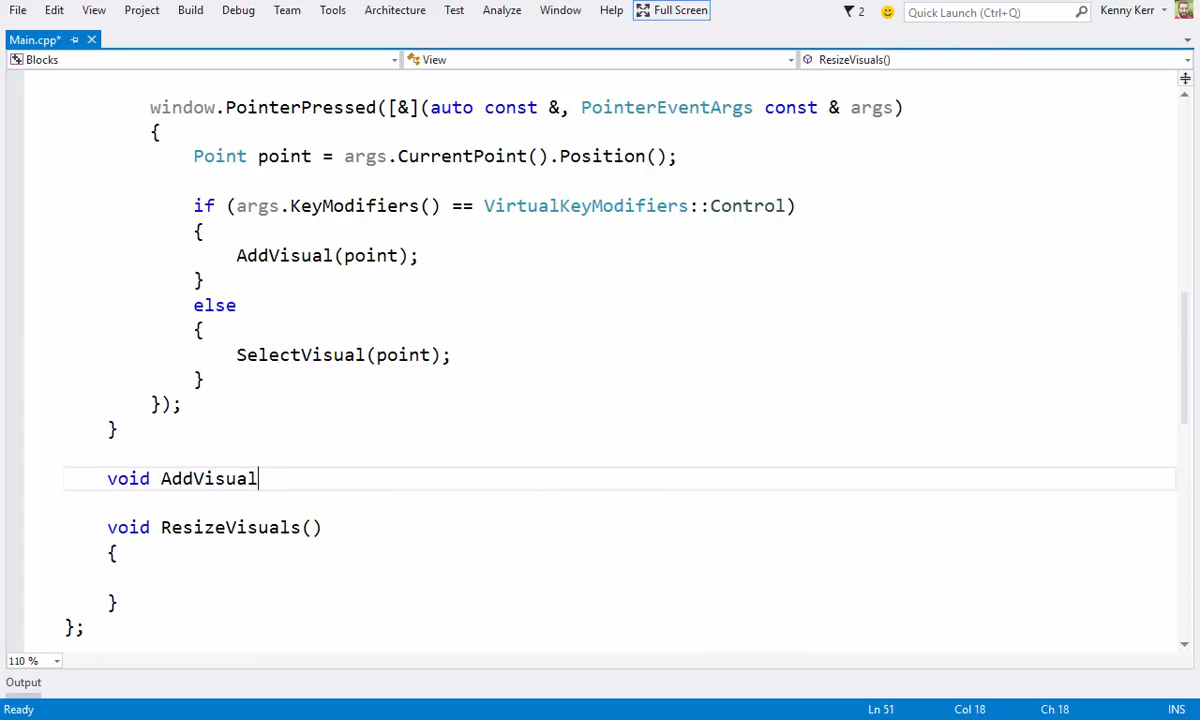 File Edit View Project Build Debug Team Tools Architecture Test Analyze Window Help Full Screen 2 Quick Launch (Ctrl+Q) Kenny Kerr
Main.cpp*
Blocks View ResizeVisuals()
window.PointerPressed([&](auto const &, PointerEventArgs const & args)
{
Point point = args.CurrentPoint().Position();
if (args.KeyModifiers() == VirtualKeyModifiers::Control)
{
AddVisual(point);
}
else
{
SelectVisual(point);
}
});
}
void AddVisual
void ResizeVisuals()
{
}
};
110 %
Output
Ready Ln 51 Col 18 Ch 18 INS